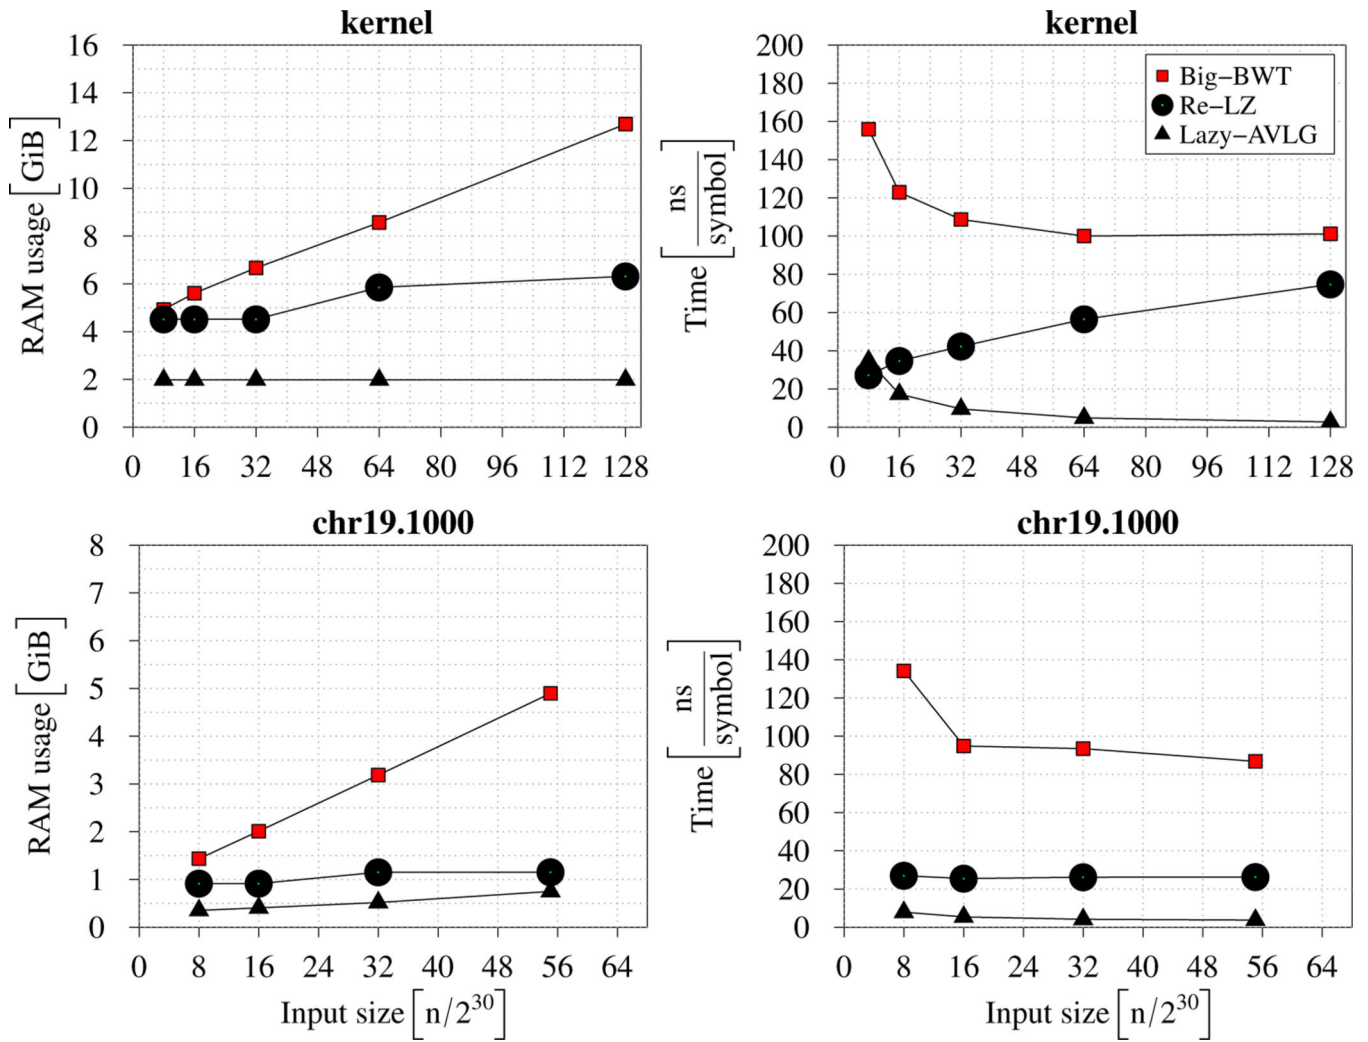 kernel
16
14
12
10
8
6
4
2
0
RAM usage [GiB]
0 16 32 48 64 80 96 112 128
kernel
200
180
160
140
120
100
80
60
40
20
0
Time [ns/symbol]
Big−BWT
Re−LZ
Lazy−AVLG
0 16 32 48 64 80 96 112 128
chr19.1000
8
7
6
5
4
3
2
1
0
RAM usage [GiB]
0 8 16 24 32 40 48 56 64
Input size [n/2³⁰]
chr19.1000
200
180
160
140
120
100
80
60
40
20
0
Time [ns/symbol]
0 8 16 24 32 40 48 56 64
Input size [n/2³⁰]